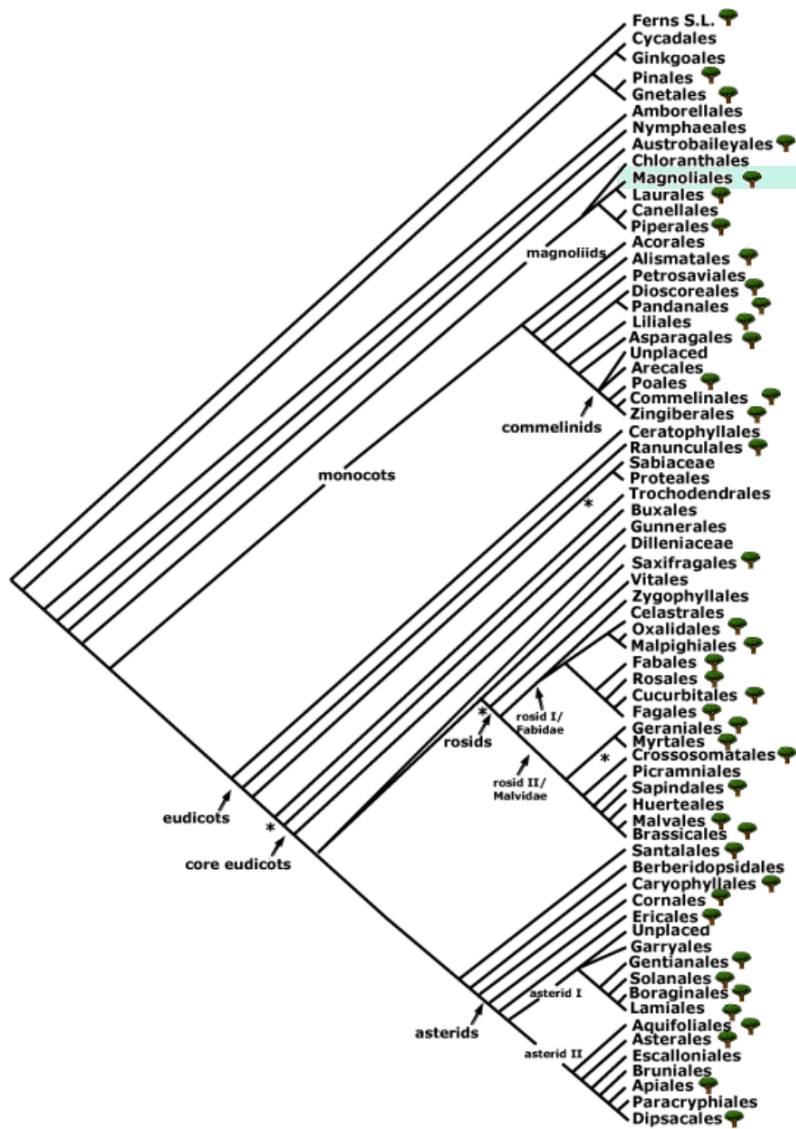 Ferns S.L.
Cycadales
Ginkgoales
Pinales
Gnetales
Amborellales
Nymphaeales
Austrobaileyales
Chloranthales
Magnoliales
Laurales
Canellales
Piperales
magnoliids
Acorales
Alismatales
Petrosaviales
Dioscoreales
Pandanales
Liliales
Asparagales
Unplaced
Arecales
Poales
Commelinales
Zingiberales
commelinids
monocots
Ceratophyllales
Ranunculales
Sabiaceae
Proteales
Trochodendrales
*
Buxales
Gunnerales
Dilleniaceae
Saxifragales
Vitales
Zygophyllales
Celastrales
Oxalidales
Malpighiales
Fabales
Rosales
Cucurbitales
Fagales
rosid I/
Fabidae
*
rosids
Geraniales
Myrtales
Crossosomatales
*
Picramniales
Sapindales
Huerteales
Malvales
Brassicales
rosid II/
Malvidae
eudicots
*
core eudicots
Santalales
Berberidopsidales
Caryophyllales
Cornales
Ericales
Unplaced
Garryales
Gentianales
Solanales
Boraginales
Lamiales
asterid I
asterids
Aquifoliales
Asterales
Escalloniales
Bruniales
Apiales
Paracryphiales
Dipsacales
asterid II